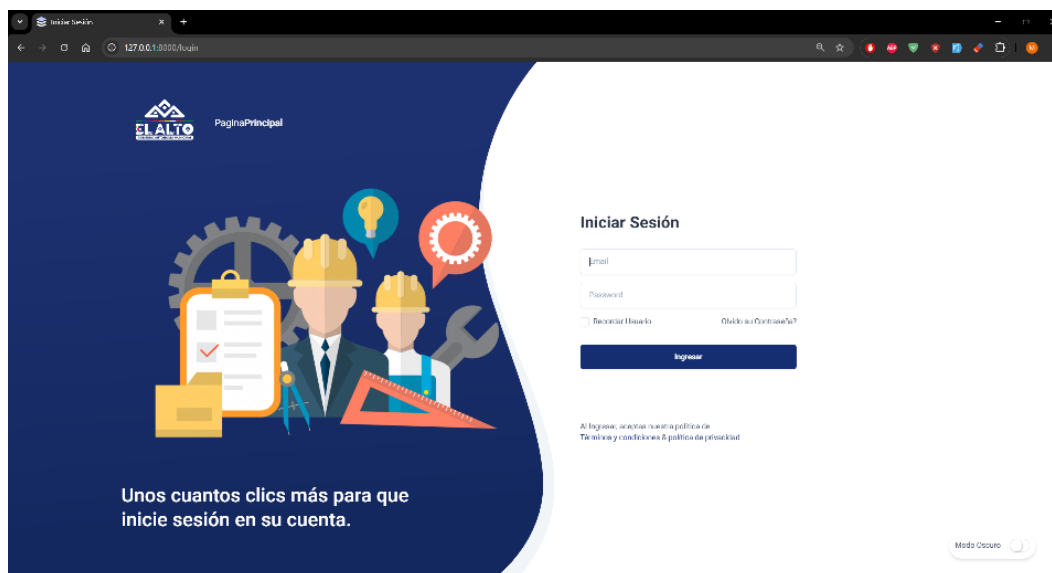 Iniciar Sesión
127.0.0.1:8000/login
EL ALTO
PaginaPrincipal
Iniciar Sesión
Email
Password
Recordar Usuario
Olvido su Contraseña?
Ingresar
Al Ingresar, aceptas nuestra política de
Términos y condiciones & política de privacidad
Unos cuantos clics más para que
inicie sesión en su cuenta.
Modo Oscuro